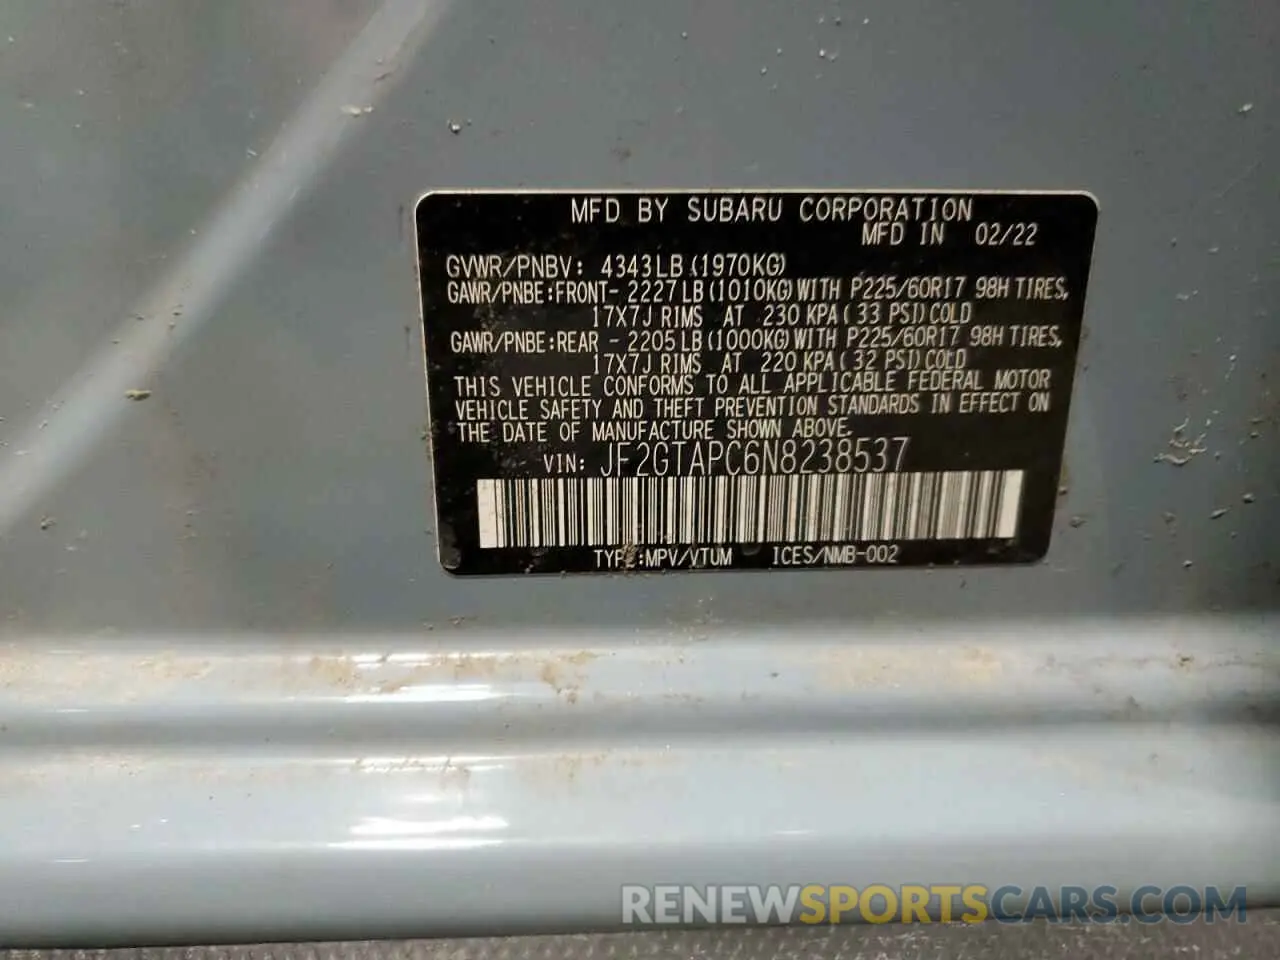 MFD BY SUBARU CORPORATION
MFD IN 02/22
GVWR/PNBV: 4343LB (1970KG)
GAWR/PNBE:FRONT- 2227LB(1010KG)WITH P225/60R17 98H TIRES,
17X7J RIMS AT 230 KPA( 33 PSI)COLD
GAWR/PNBE:REAR - 2205LB(1000KG)WITH P225/60R17 98H TIRES,
17X7J RIMS AT 220 KPA( 32 PSI)COLD
THIS VEHICLE CONFORMS TO ALL APPLICABLE FEDERAL MOTOR
VEHICLE SAFETY AND THEFT PREVENTION STANDARDS IN EFFECT ON
THE DATE OF MANUFACTURE SHOWN ABOVE.
VIN: JF2GTAPC6N8238537
TYPE:MPV/VTUM ICES/NMB-002
RENEWSPORTSCARS.COM